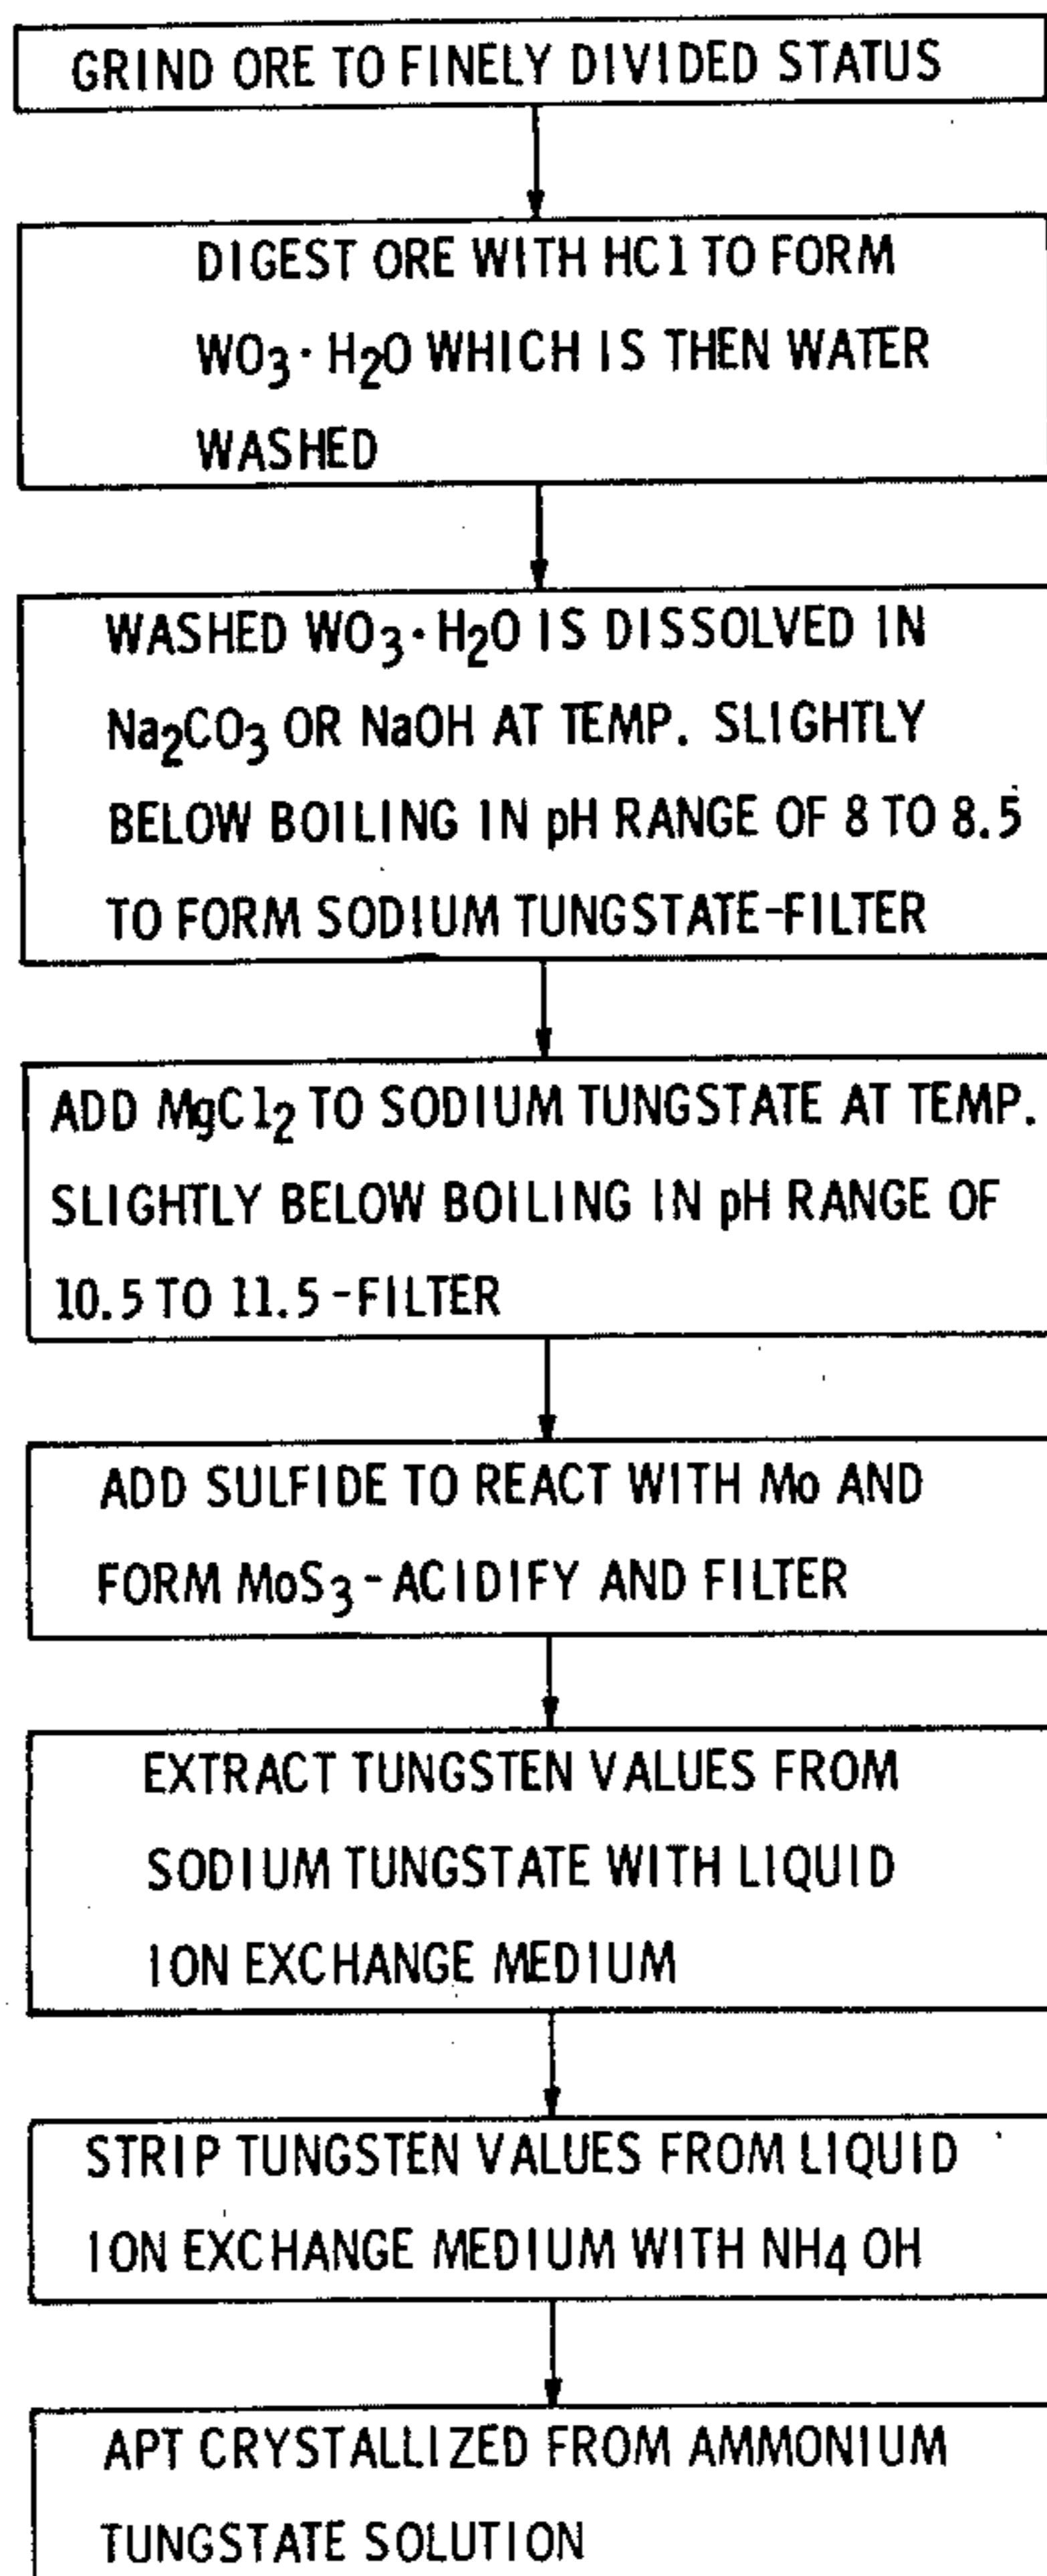 GRIND ORE TO FINELY DIVIDED STATUS
DIGEST ORE WITH HCl TO FORM
WO3 · H2O WHICH IS THEN WATER
WASHED
WASHED WO3 · H2O IS DISSOLVED IN
Na2CO3 OR NaOH AT TEMP. SLIGHTLY
BELOW BOILING IN pH RANGE OF 8 TO 8.5
TO FORM SODIUM TUNGSTATE-FILTER
ADD MgCl2 TO SODIUM TUNGSTATE AT TEMP.
SLIGHTLY BELOW BOILING IN pH RANGE OF
10.5 TO 11.5 - FILTER
ADD SULFIDE TO REACT WITH Mo AND
FORM MoS3 - ACIDIFY AND FILTER
EXTRACT TUNGSTEN VALUES FROM
SODIUM TUNGSTATE WITH LIQUID
ION EXCHANGE MEDIUM
STRIP TUNGSTEN VALUES FROM LIQUID
ION EXCHANGE MEDIUM WITH NH4 OH
APT CRYSTALLIZED FROM AMMONIUM
TUNGSTATE SOLUTION